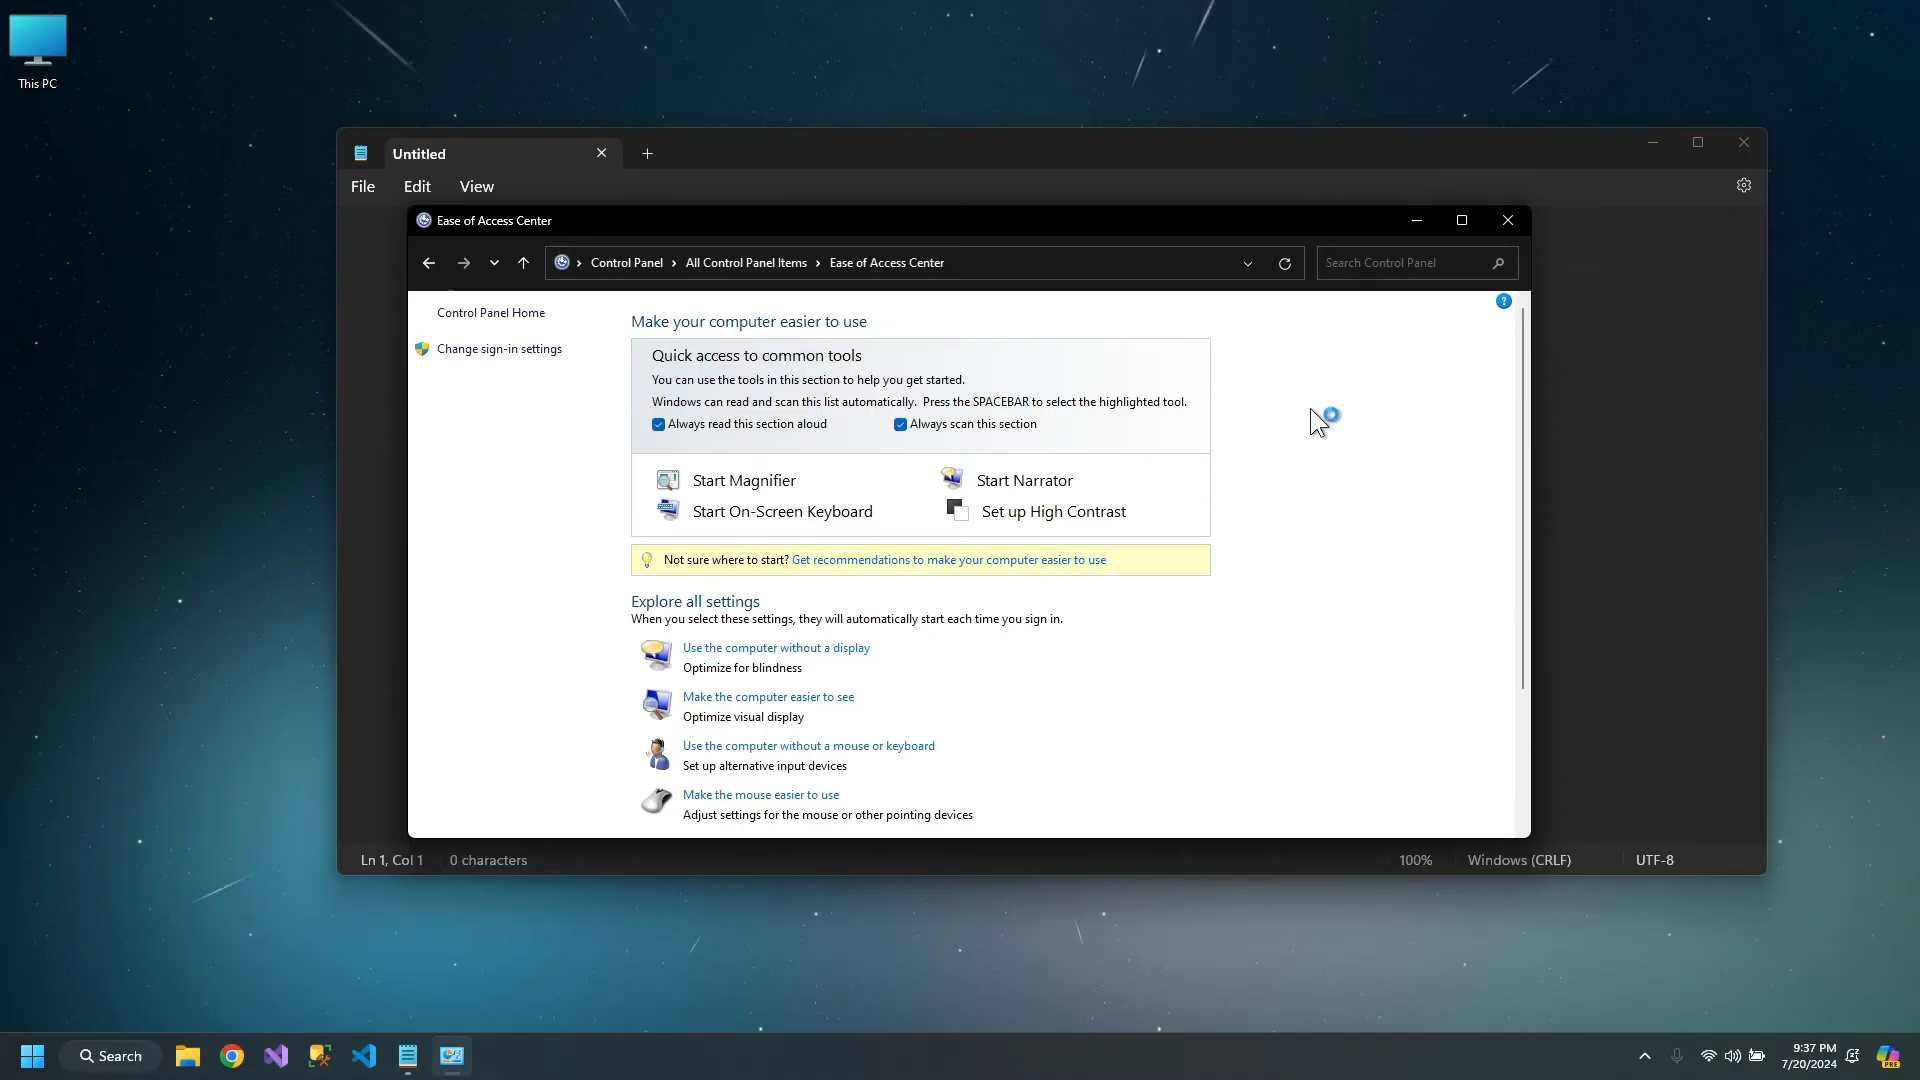 This PC
Untitled
File Edit View
Ease of Access Center
Control Panel All Control Panel Items Ease of Access Center
Search Control Panel
Control Panel Home
Change sign-in settings
Make your computer easier to use
Quick access to common tools
You can use the tools in this section to help you get started.
Windows can read and scan this list automatically. Press the SPACEBAR to select the highlighted tool.
Always read this section aloud Always scan this section
Start Magnifier Start Narrator
Start On-Screen Keyboard Set up High Contrast
Not sure where to start? Get recommendations to make your computer easier to use
Explore all settings
When you select these settings, they will automatically start each time you sign in.
Use the computer without a display
Optimize for blindness
Make the computer easier to see
Optimize visual display
Use the computer without a mouse or keyboard
Set up alternative input devices
Make the mouse easier to use
Adjust settings for the mouse or other pointing devices
Ln 1, Col 1 0 characters 100% Windows (CRLF) UTF-8
Search
9:37 PM
7/20/2024
PRE